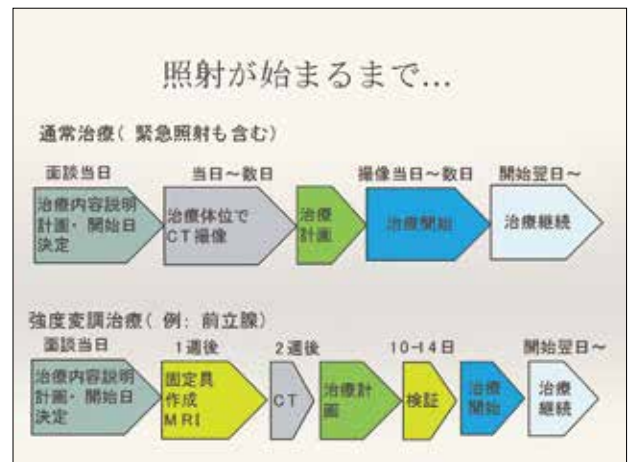 照射が始まるまで...
通常治療( 緊急照射も含む)
面談当日 当日～数日 撮像当日～数日 開始翌日～
治療内容説明
計画・開始日
決定
治療体位で
CT撮像
治療
計画
治療開始
治療継続
強度変調治療( 例: 前立腺)
面談当日 1週後 2週後 10-14日 開始翌日～
治療内容説明
計画・開始日
決定
固定具
作成
MRI
CT
治療計
画
検証
治療
開始
治療
継続